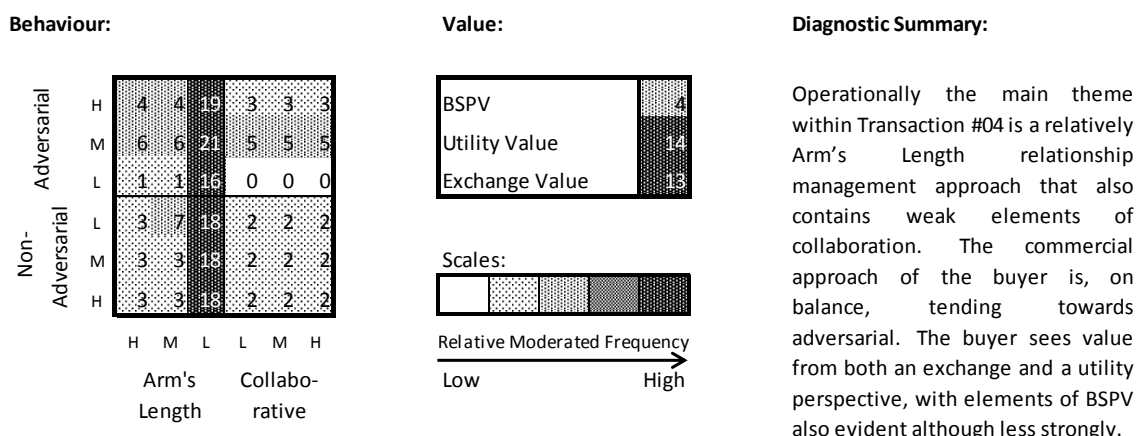 Behaviour:
Value:
Diagnostic Summary:
Adversarial
Non-
Adversarial
H 4 4 19 3 3 3
M 6 6 21 5 5 5
L 1 1 16 0 0 0
L 3 7 18 2 2 2
M 3 3 18 2 2 2
H 3 3 18 2 2 2
H M L L M H
Arm's
Length
Collabo-
rative
BSPV 4
Utility Value 14
Exchange Value 13
Scales:
Relative Moderated Frequency
Low High
Operationally the main theme
within Transaction #04 is a relatively
Arm's Length relationship
management approach that also
contains weak elements of
collaboration. The commercial
approach of the buyer is, on
balance, tending towards
adversarial. The buyer sees value
from both an exchange and a utility
perspective, with elements of BSPV
also evident although less strongly.